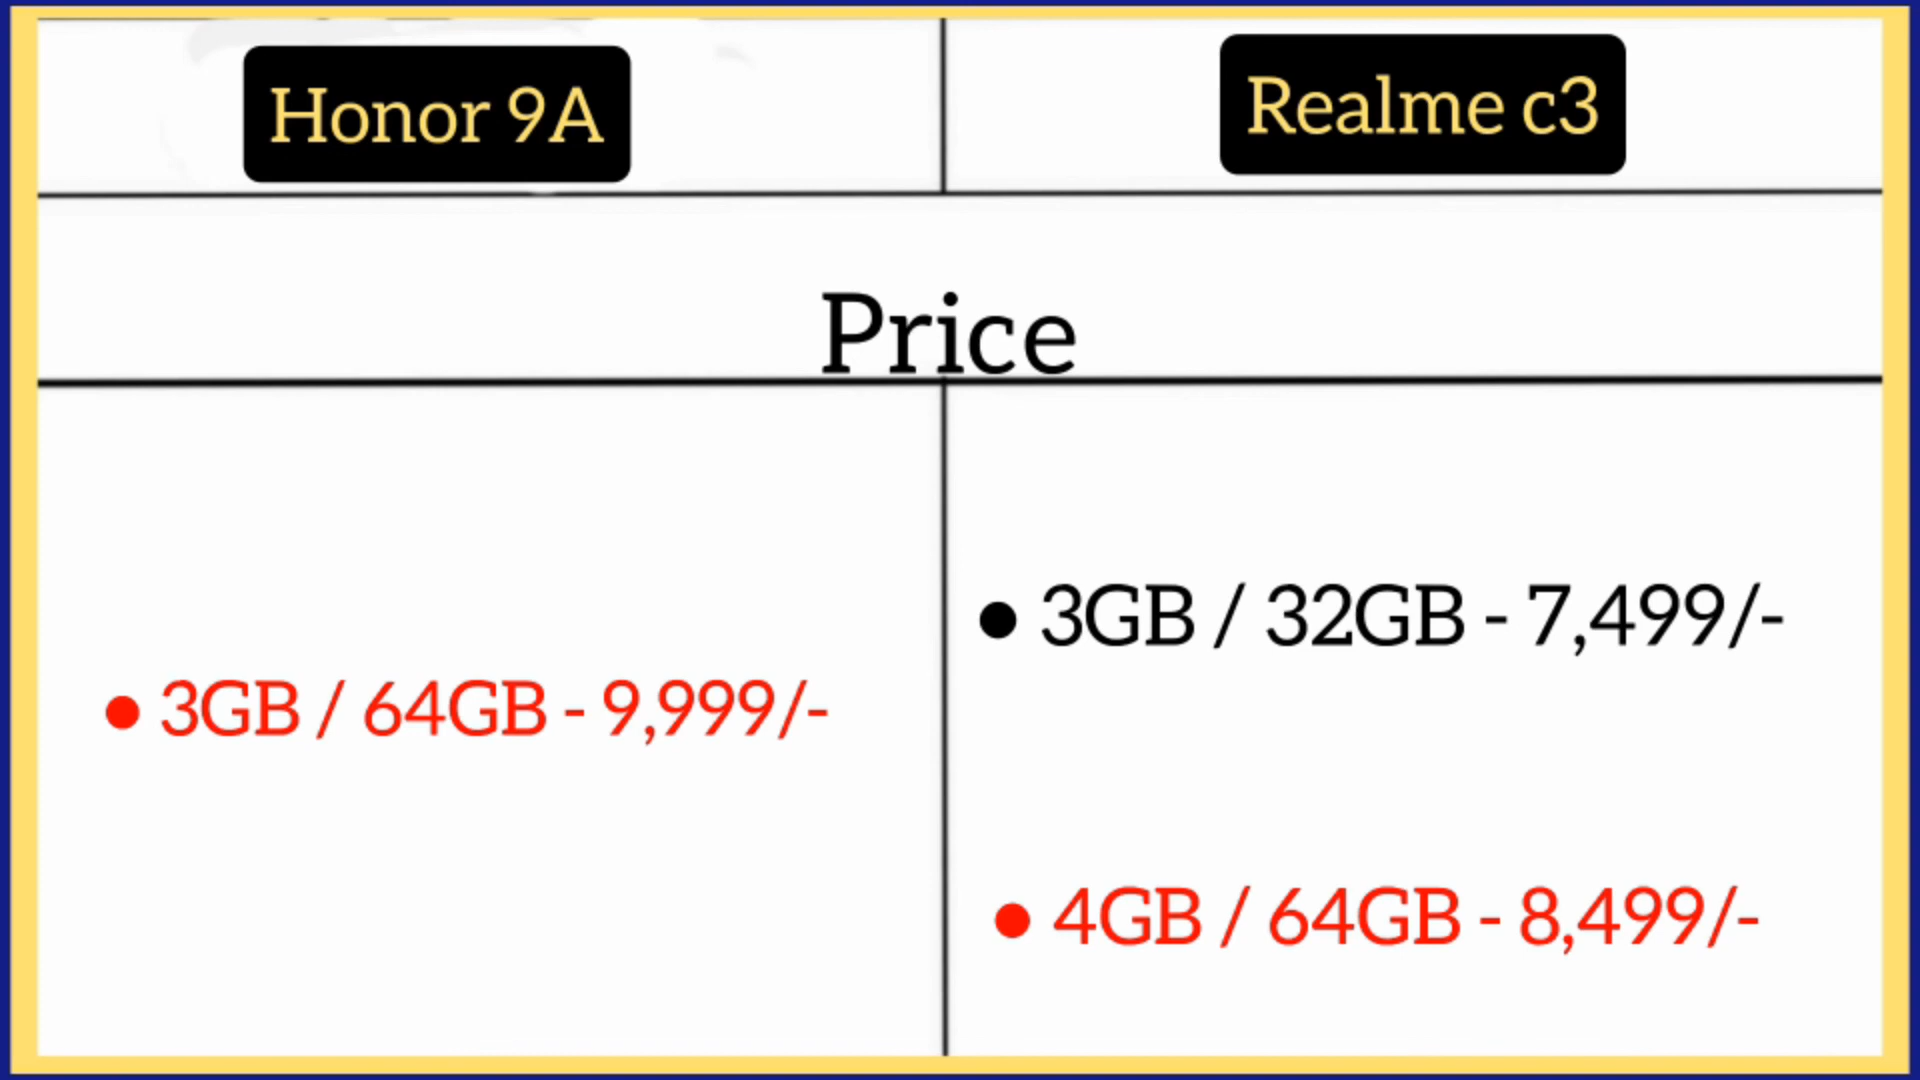 Honor 9A
Realme c3
Price
● 3GB / 64GB - 9,999/-
● 3GB / 32GB - 7,499/-
● 4GB / 64GB - 8,499/-